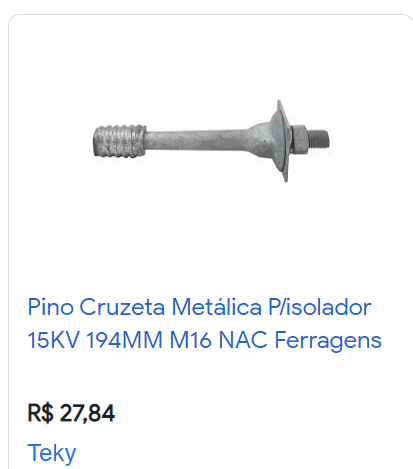 Pino Cruzeta Metálica P/isolador
15KV 194MM M16 NAC Ferragens
R$ 27,84
Teky